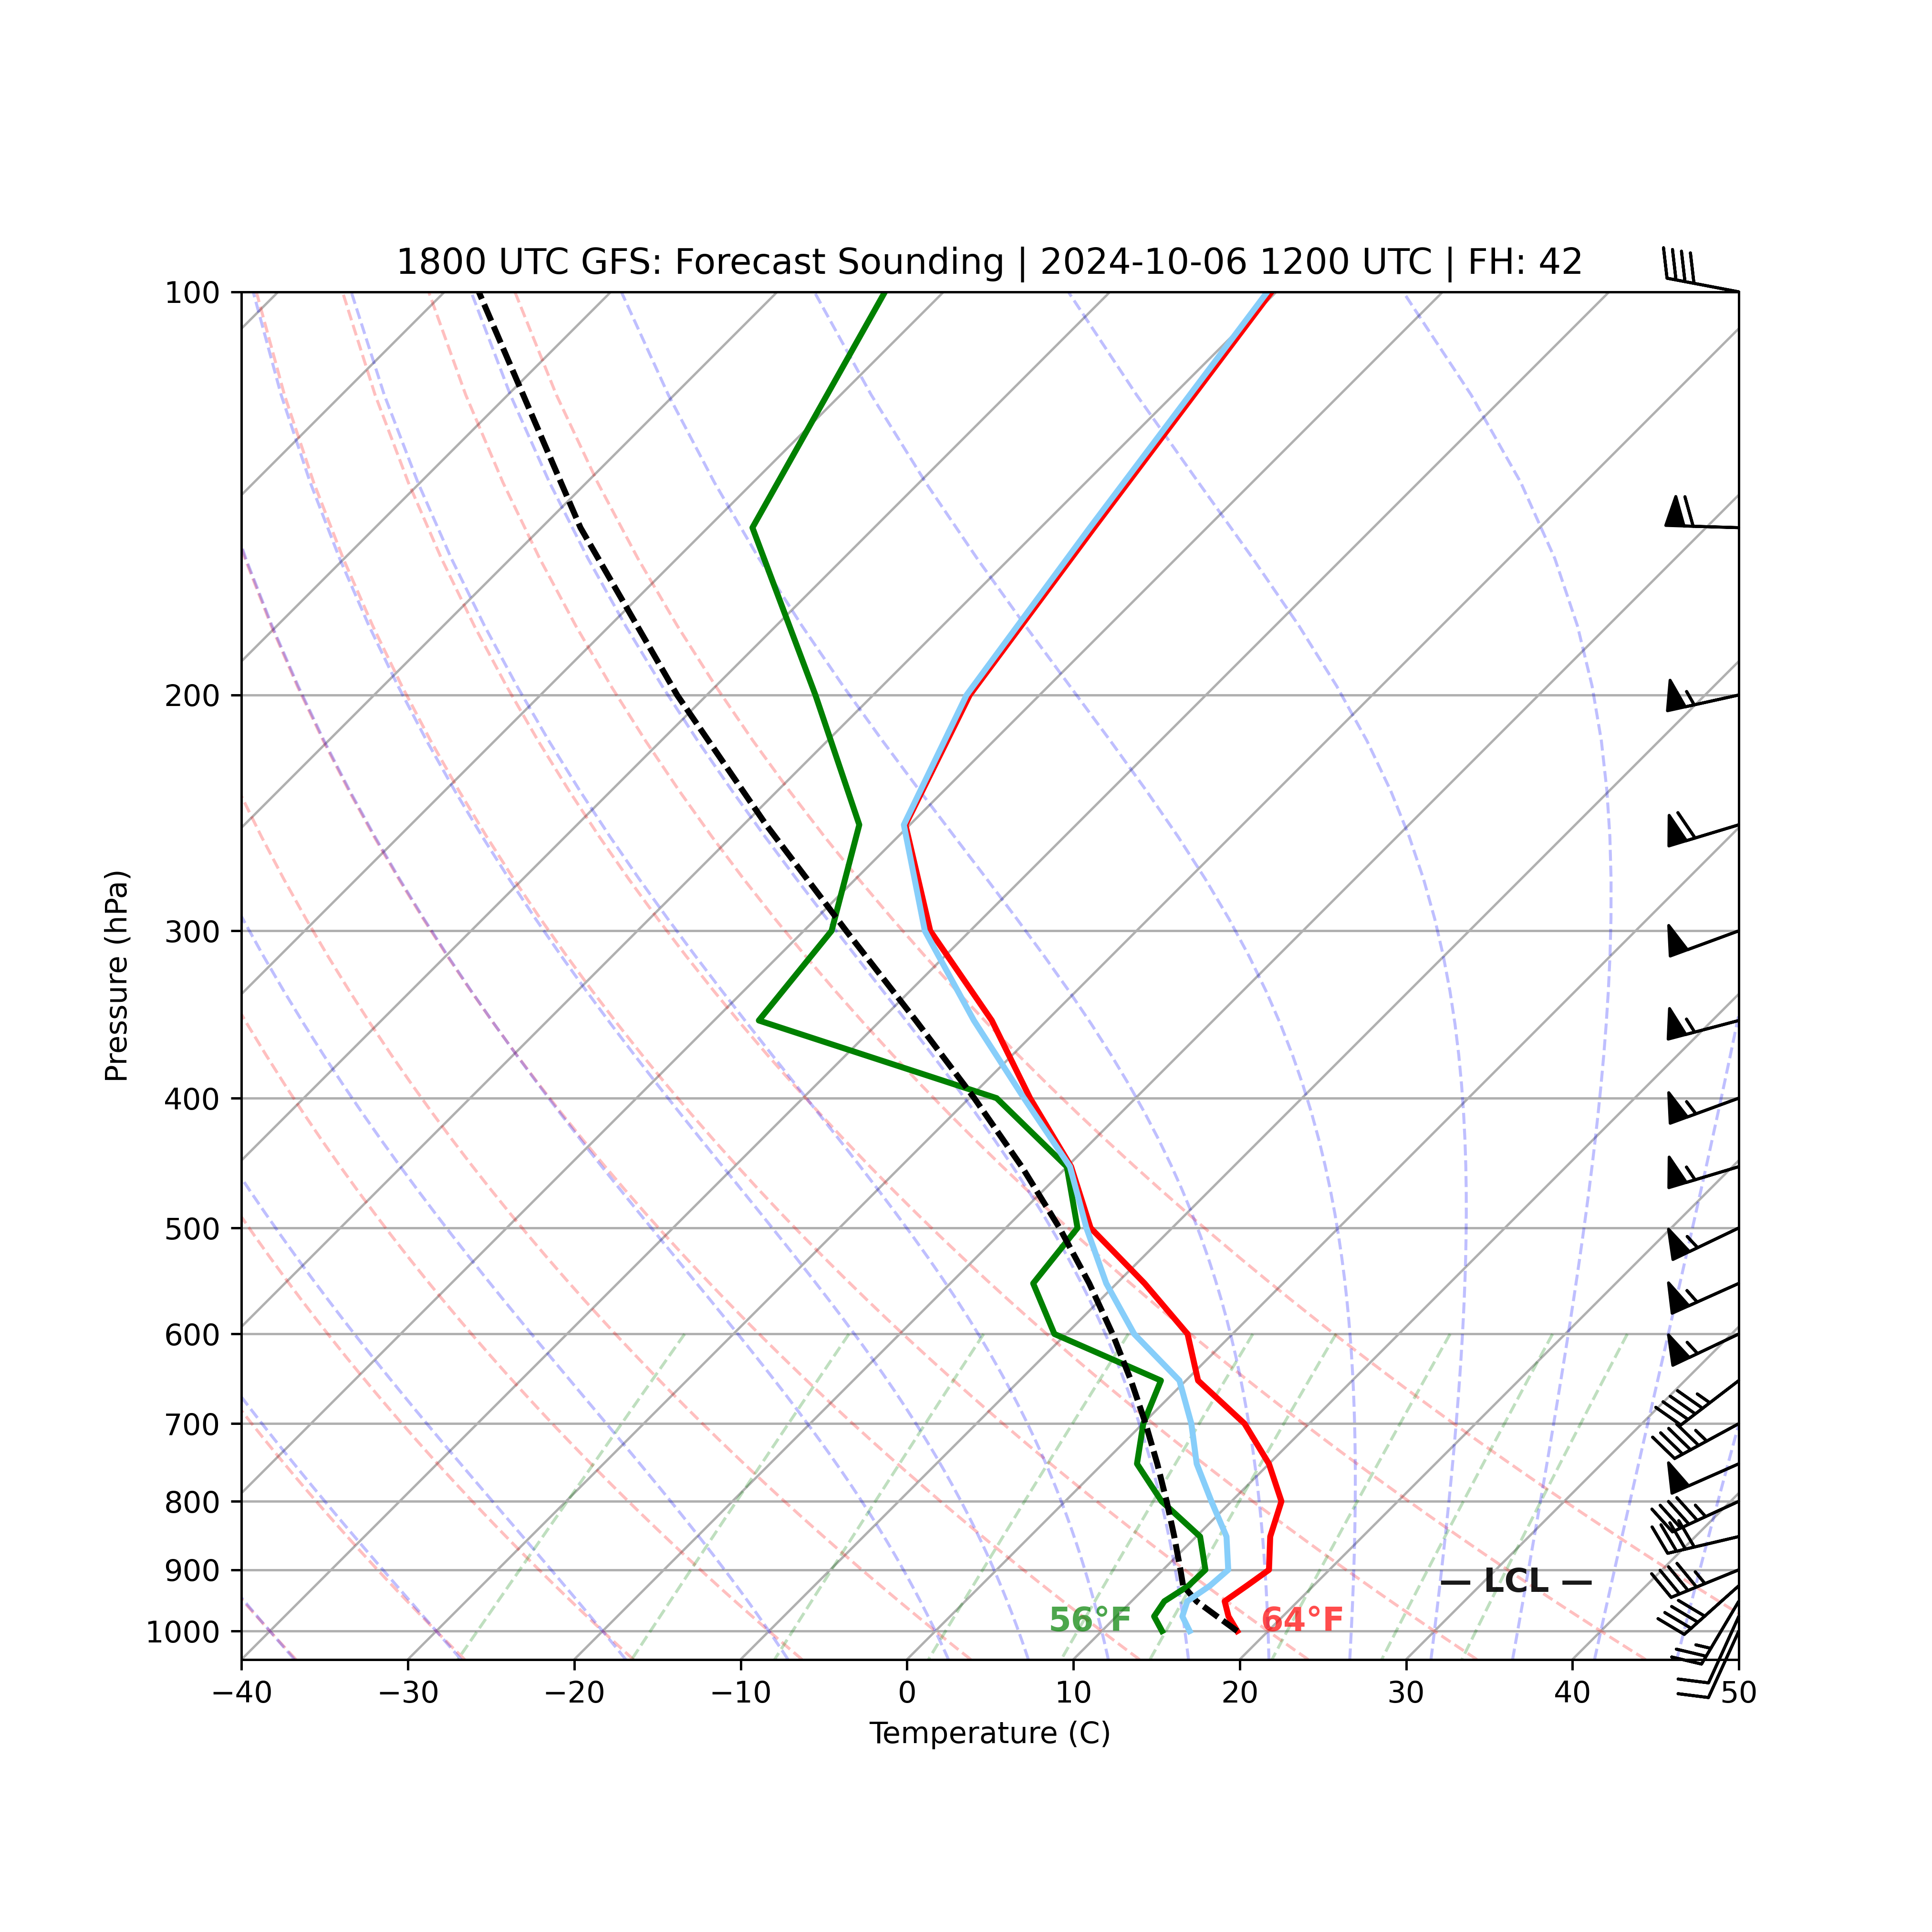 1800 UTC GFS: Forecast Sounding | 2024-10-06 1200 UTC | FH: 42
100
200
300
400
500
600
700
800
900
1000
Pressure (hPa)
— LCL —
56°F
64°F
−40 −30 −20 −10 0 10 20 30 40 50
Temperature (C)